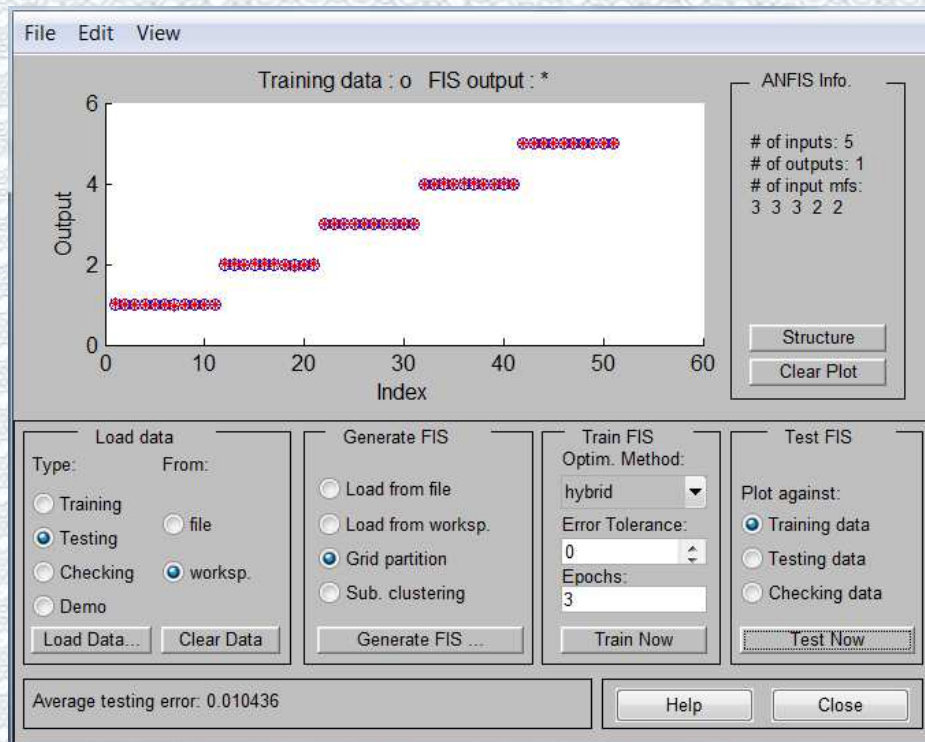 File Edit View
Training data : o FIS output : *
6
4
2
0
Output
0 10 20 30 40 50 60
Index
ANFIS Info.
# of inputs: 5
# of outputs: 1
# of input mfs:
3 3 3 2 2
Structure
Clear Plot
Load data
Type: From:
Training
Testing
Checking
Demo
file
worksp.
Load Data... Clear Data
Generate FIS
Load from file
Load from worksp.
Grid partition
Sub. clustering
Generate FIS ...
Train FIS
Optim. Method:
hybrid
Error Tolerance:
0
Epochs:
3
Train Now
Test FIS
Plot against:
Training data
Testing data
Checking data
Test Now
Average testing error: 0.010436
Help Close